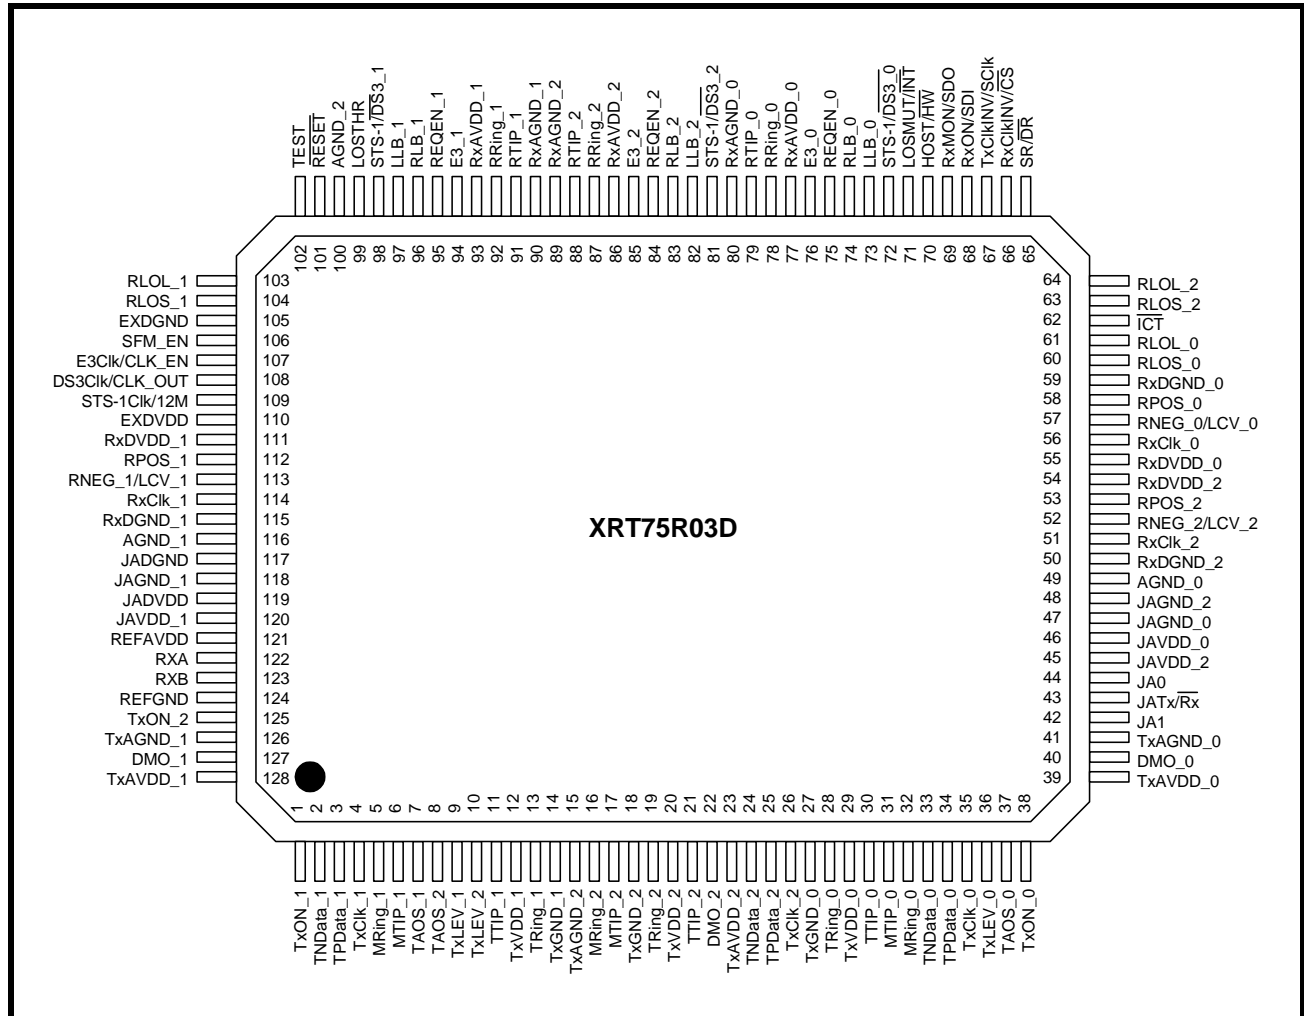 TEST
RESET
AGND_2
LOSTHR
STS-1/DS3_1
LLB_1
RLB_1
REQEN_1
E3_1
RxAVDD_1
RRing_1
RTIP_1
RxAGND_1
RxAGND_2
RTIP_2
RRing_2
RxAVDD_2
E3_2
REQEN_2
RLB_2
LLB_2
STS-1/DS3_2
RxAGND_0
RTIP_0
RRing_0
RxAVDD_0
E3_0
REQEN_0
RLB_0
LLB_0
STS-1/DS3_0
LOSMUT/INT
HOST/HW
RxMON/SDO
RxON/SDI
TxClkINV/SClk
RxClkINV/CS
SR/DR
102
101
100
99
98
97
96
95
94
93
92
91
90
89
88
87
86
85
84
83
82
81
80
79
78
77
76
75
74
73
72
71
70
69
68
67
66
65
RLOL_1 103
RLOS_1 104
EXDGND 105
SFM_EN 106
E3Clk/CLK_EN 107
DS3Clk/CLK_OUT 108
STS-1Clk/12M 109
EXDVDD 110
RxDVDD_1 111
RPOS_1 112
RNEG_1/LCV_1 113
RxClk_1 114
RxDGND_1 115
AGND_1 116
JADGND 117
JAGND_1 118
JADVDD 119
JAVDD_1 120
REFAVDD 121
RXA 122
RXB 123
REFGND 124
TxON_2 125
TxAGND_1 126
DMO_1 127
TxAVDD_1 128
XRT75R03D
64 RLOL_2
63 RLOS_2
62 ICT
61 RLOL_0
60 RLOS_0
59 RxDGND_0
58 RPOS_0
57 RNEG_0/LCV_0
56 RxClk_0
55 RxDVDD_0
54 RxDVDD_2
53 RPOS_2
52 RNEG_2/LCV_2
51 RxClk_2
50 RxDGND_2
49 AGND_0
48 JAGND_2
47 JAGND_0
46 JAVDD_0
45 JAVDD_2
44 JA0
43 JATx/Rx
42 JA1
41 TxAGND_0
40 DMO_0
39 TxAVDD_0
1
2
3
4
5
6
7
8
9
10
11
12
13
14
15
16
17
18
19
20
21
22
23
24
25
26
27
28
29
30
31
32
33
34
35
36
37
38
TxON_1
TNData_1
TPData_1
TxClk_1
MRing_1
MTIP_1
TAOS_1
TAOS_2
TxLEV_1
TxLEV_2
TTIP_1
TxVDD_1
TRing_1
TxGND_1
TxAGND_2
MRing_2
MTIP_2
TxGND_2
TRing_2
TxVDD_2
TTIP_2
DMO_2
TxAVDD_2
TNData_2
TPData_2
TxClk_2
TxGND_0
TRing_0
TxVDD_0
TTIP_0
MTIP_0
MRing_0
TNData_0
TPData_0
TxClk_0
TxLEV_0
TAOS_0
TxON_0